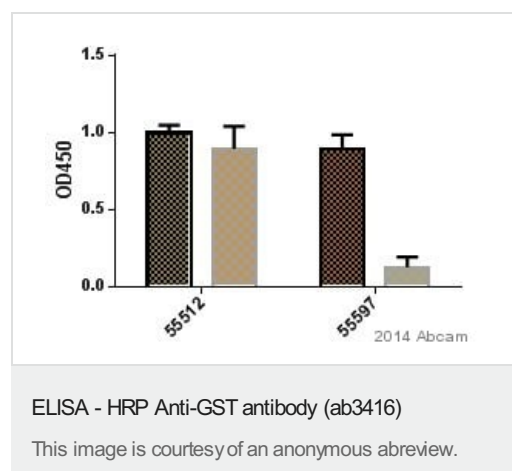 1.5
1.0
0.5
0.0
OD450
55512
55597
2014 Abcam
ELISA - HRP Anti-GST antibody (ab3416)
This image is courtesy of an anonymous abreview.